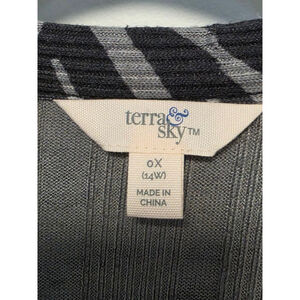 terra &
sky™
0X
(14W)
MADE IN
CHINA